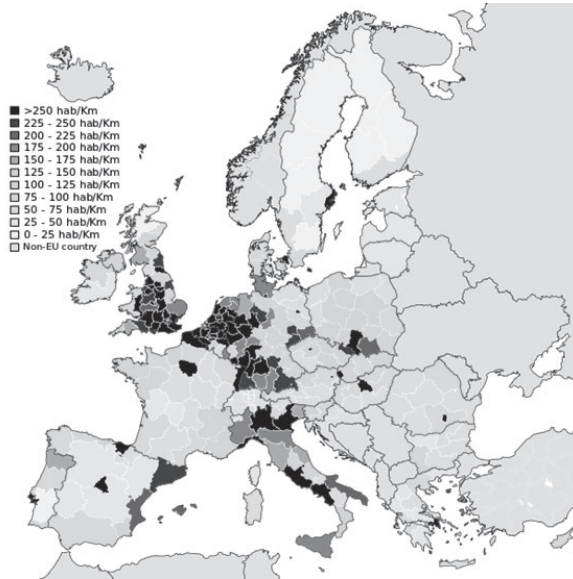 >250 hab/Km
225 - 250 hab/Km
200 - 225 hab/Km
175 - 200 hab/Km
150 - 175 hab/Km
125 - 150 hab/Km
100 - 125 hab/Km
75 - 100 hab/Km
50 - 75 hab/Km
25 - 50 hab/Km
0 - 25 hab/Km
Non-EU country